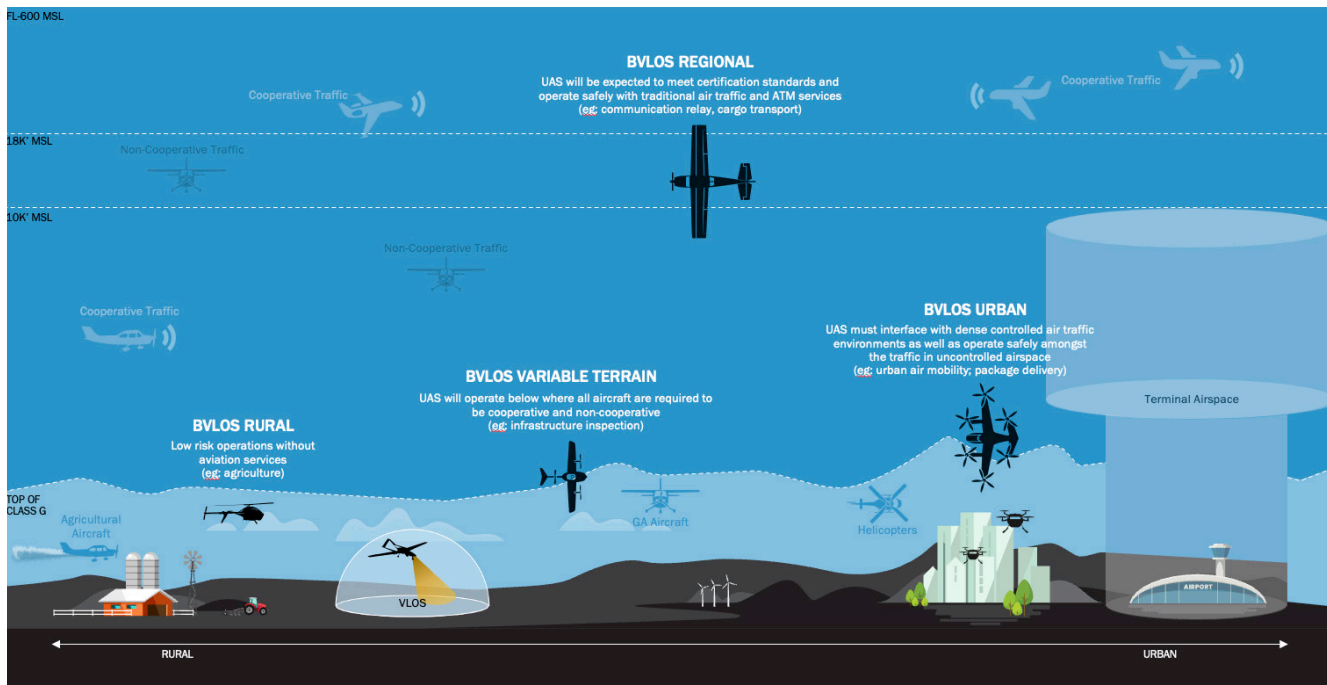 FL-600 MSL
BVLOS REGIONAL
UAS will be expected to meet certification standards and
operate safely with traditional air traffic and ATM services
(eg; communication relay, cargo transport)
Cooperative Traffic
Cooperative Traffic
18K' MSL
Non-Cooperative Traffic
10K' MSL
Non-Cooperative Traffic
Cooperative Traffic
BVLOS URBAN
UAS must interface with dense controlled air traffic
environments as well as operate safely amongst
the traffic in uncontrolled airspace
(eg; urban air mobility; package delivery)
BVLOS VARIABLE TERRAIN
UAS will operate below where all aircraft are required to
be cooperative and non-cooperative
(eg; infrastructure inspection)
Terminal Airspace
BVLOS RURAL
Low risk operations without
aviation services
(eg; agriculture)
TOP OF
CLASS G
Agricultural
Aircraft
GA Aircraft
Helicopters
VLOS
AIRPORT
RURAL
URBAN